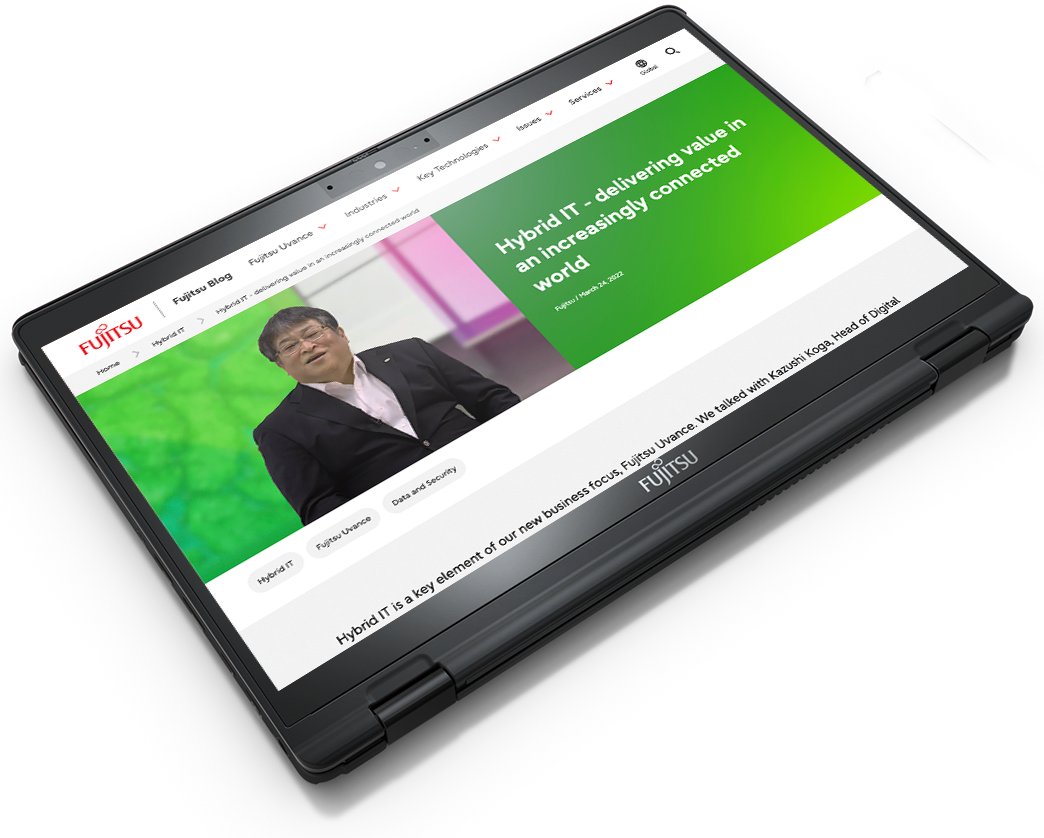 FUJITSU
Fujitsu Blog
Fujitsu Uvance
Industries
Key Technologies
Issues
Services
Global
Home
Hybrid IT
Hybrid IT - delivering value in an increasingly connected world
Hybrid IT - delivering value in
an increasingly connected
world
Fujitsu / March 24, 2022
Hybrid IT
Fujitsu Uvance
Data and Security
Hybrid IT is a key element of our new business focus, Fujitsu Uvance. We talked with Kazushi Koga, Head of Digital
FUJITSU